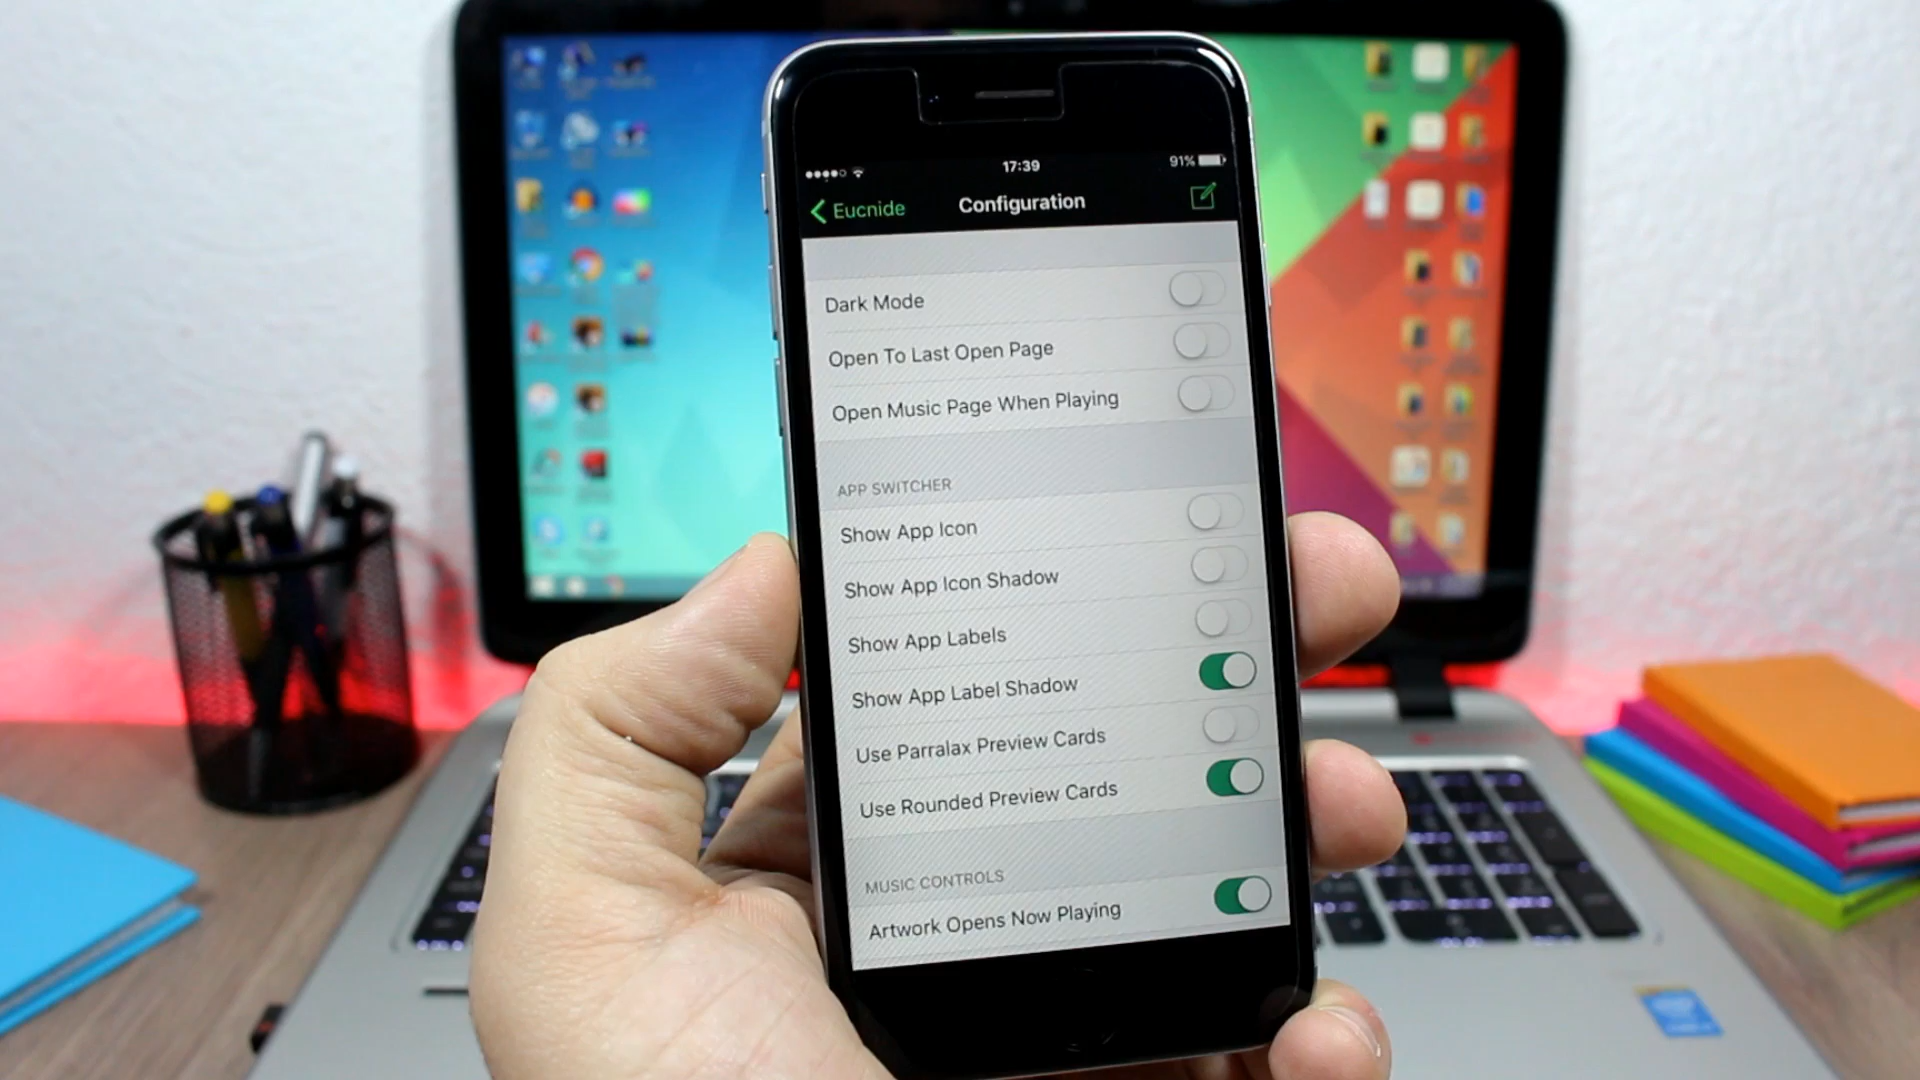 17:39
91%
Eucnide
Configuration
Dark Mode
Open To Last Open Page
Open Music Page When Playing
APP SWITCHER
Show App Icon
Show App Icon Shadow
Show App Labels
Show App Label Shadow
Use Parralax Preview Cards
Use Rounded Preview Cards
MUSIC CONTROLS
Artwork Opens Now Playing